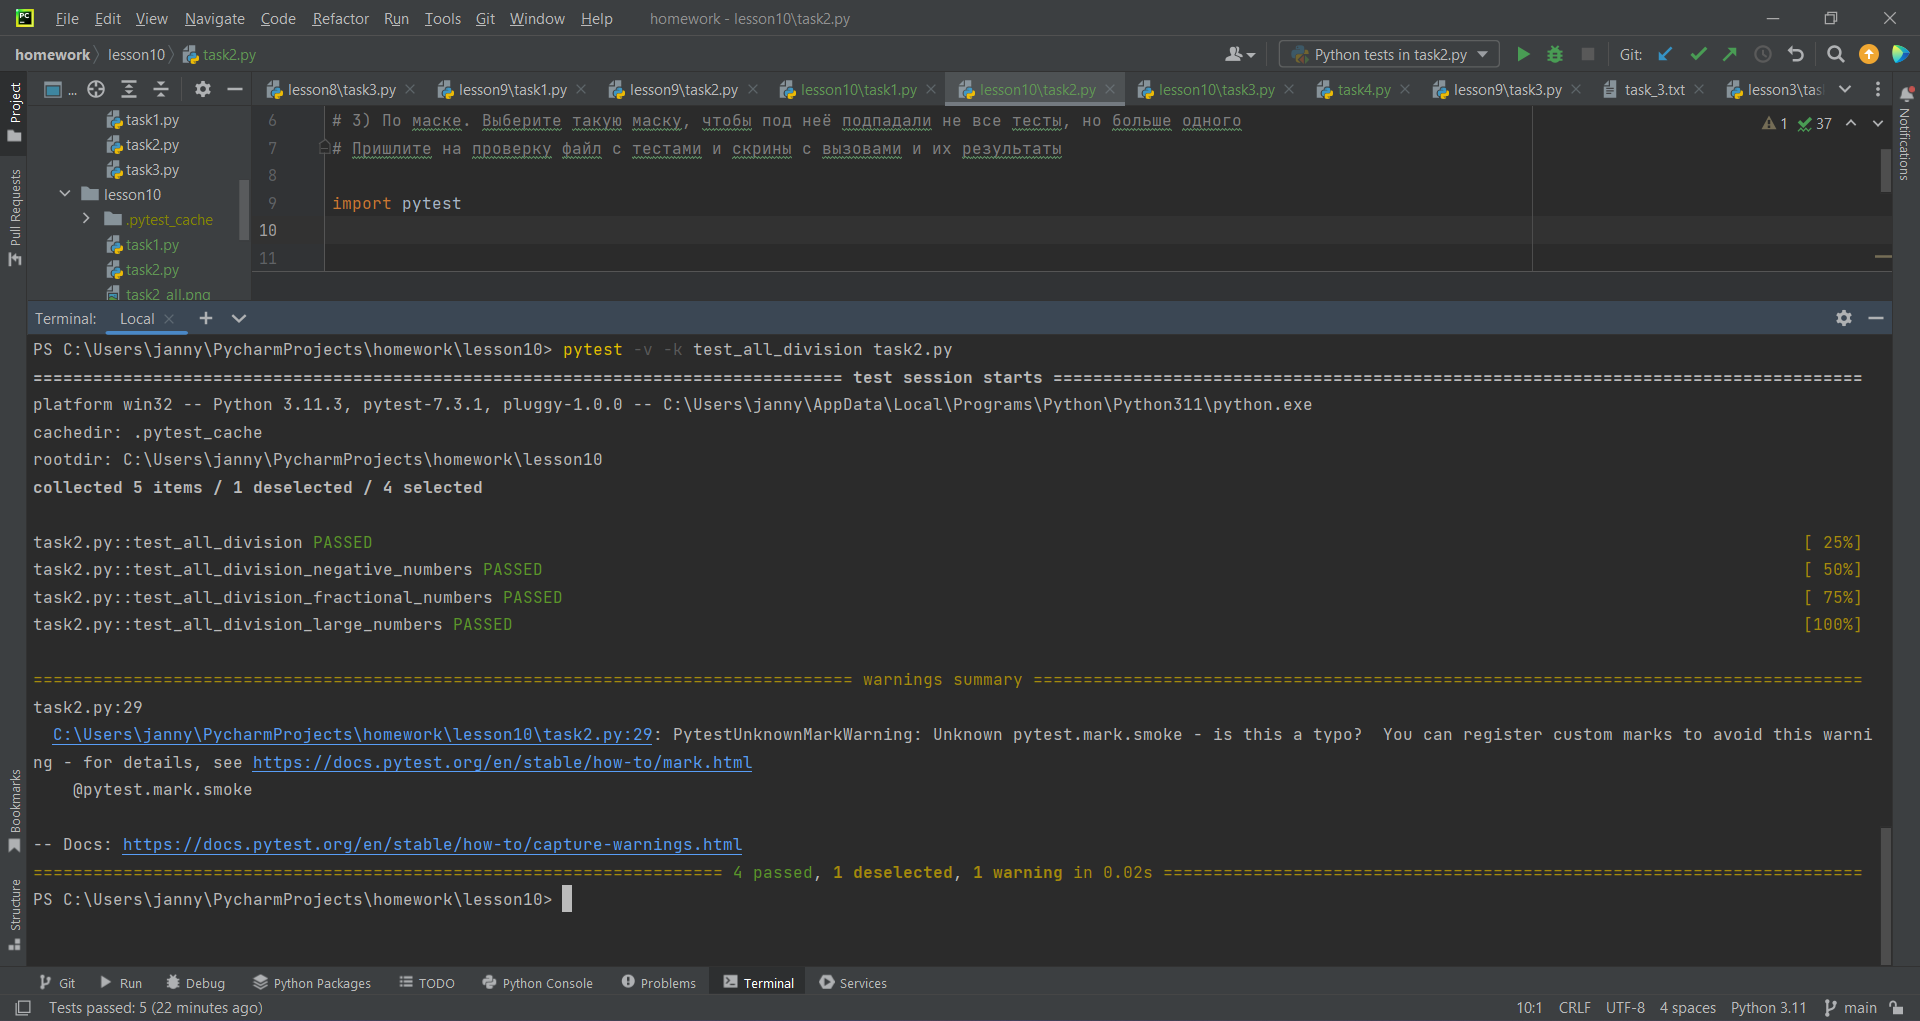 File Edit View Navigate Code Refactor Run Tools Git Window Help homework - lesson10\task2.py
homework lesson10 task2.py Python tests in task2.py Git:
... lesson8\task3.py lesson9\task1.py lesson9\task2.py lesson10\task1.py lesson10\task2.py lesson10\task3.py task4.py lesson9\task3.py task_3.txt lesson3\tas
Project
Pull Requests
task1.py
task2.py
task3.py
lesson10
.pytest_cache
task1.py
task2.py
task2_all.png
6 # 3) По маске. Выберите такую маску, чтобы под неё подпадали не все тесты, но больше одного
7 # Пришлите на проверку файл с тестами и скрины с вызовами и их результаты
8
9 import pytest
10
11
1 37
Notifications
Terminal: Local
PS C:\Users\janny\PycharmProjects\homework\lesson10> pytest -v -k test_all_division task2.py
================================================================================= test session starts =================================================================================
platform win32 -- Python 3.11.3, pytest-7.3.1, pluggy-1.0.0 -- C:\Users\janny\AppData\Local\Programs\Python\Python311\python.exe
cachedir: .pytest_cache
rootdir: C:\Users\janny\PycharmProjects\homework\lesson10
collected 5 items / 1 deselected / 4 selected
task2.py::test_all_division PASSED [ 25%]
task2.py::test_all_division_negative_numbers PASSED [ 50%]
task2.py::test_all_division_fractional_numbers PASSED [ 75%]
task2.py::test_all_division_large_numbers PASSED [100%]
================================================================================== warnings summary ===================================================================================
task2.py:29
C:\Users\janny\PycharmProjects\homework\lesson10\task2.py:29: PytestUnknownMarkWarning: Unknown pytest.mark.smoke - is this a typo?  You can register custom marks to avoid this warni
ng - for details, see https://docs.pytest.org/en/stable/how-to/mark.html
@pytest.mark.smoke
-- Docs: https://docs.pytest.org/en/stable/how-to/capture-warnings.html
===================================================================== 4 passed, 1 deselected, 1 warning in 0.02s ======================================================================
PS C:\Users\janny\PycharmProjects\homework\lesson10>
Bookmarks
Structure
Git Run Debug Python Packages TODO Python Console Problems Terminal Services
Tests passed: 5 (22 minutes ago) 10:1 CRLF UTF-8 4 spaces Python 3.11 main